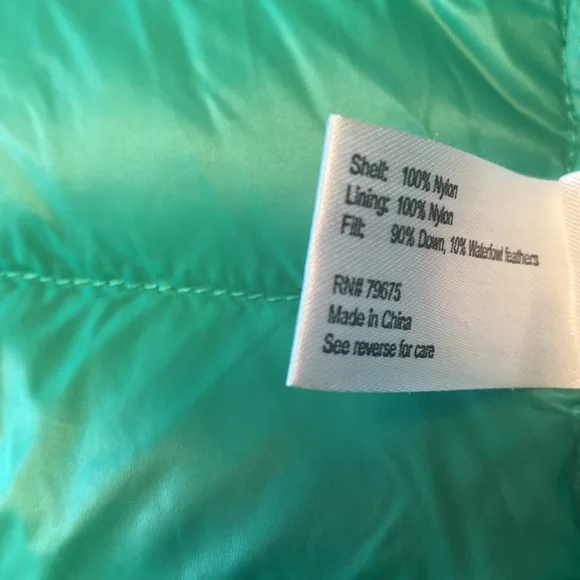 Shell: 100% Nylon
Lining: 100% Nylon
Fill: 90% Down, 10% Waterfowl feathers
RN# 79675
Made in China
See reverse for care